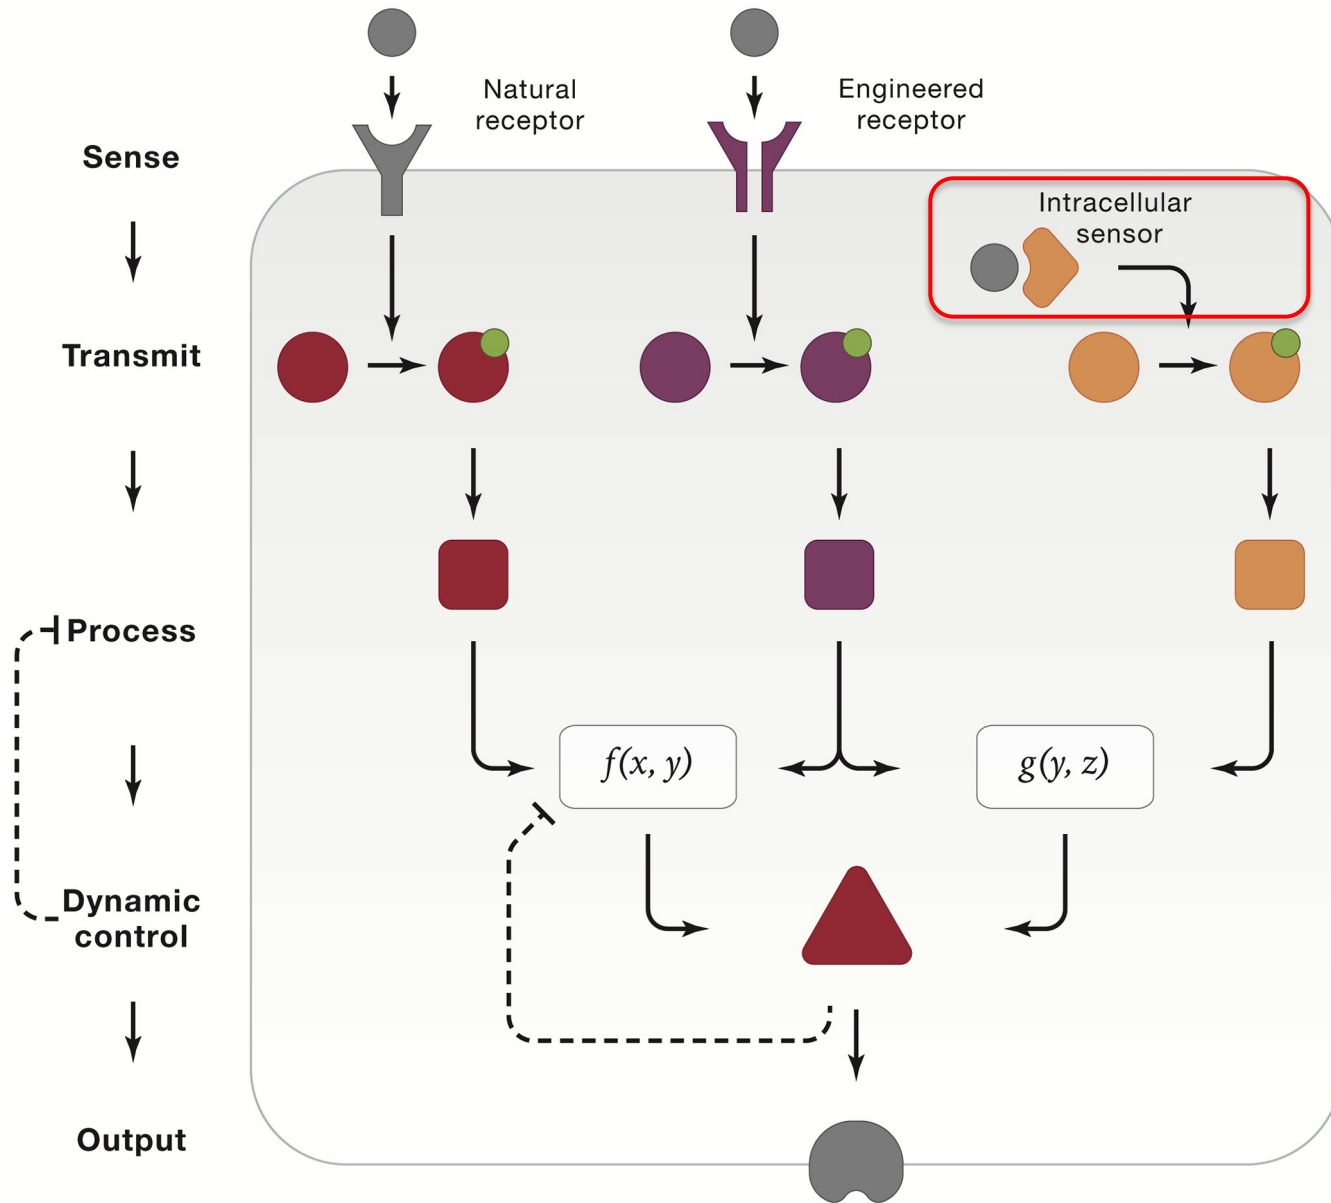 Natural
receptor
Engineered
receptor
Sense
Intracellular
sensor
Transmit
Process
f(x, y)
g(y, z)
Dynamic
control
Output